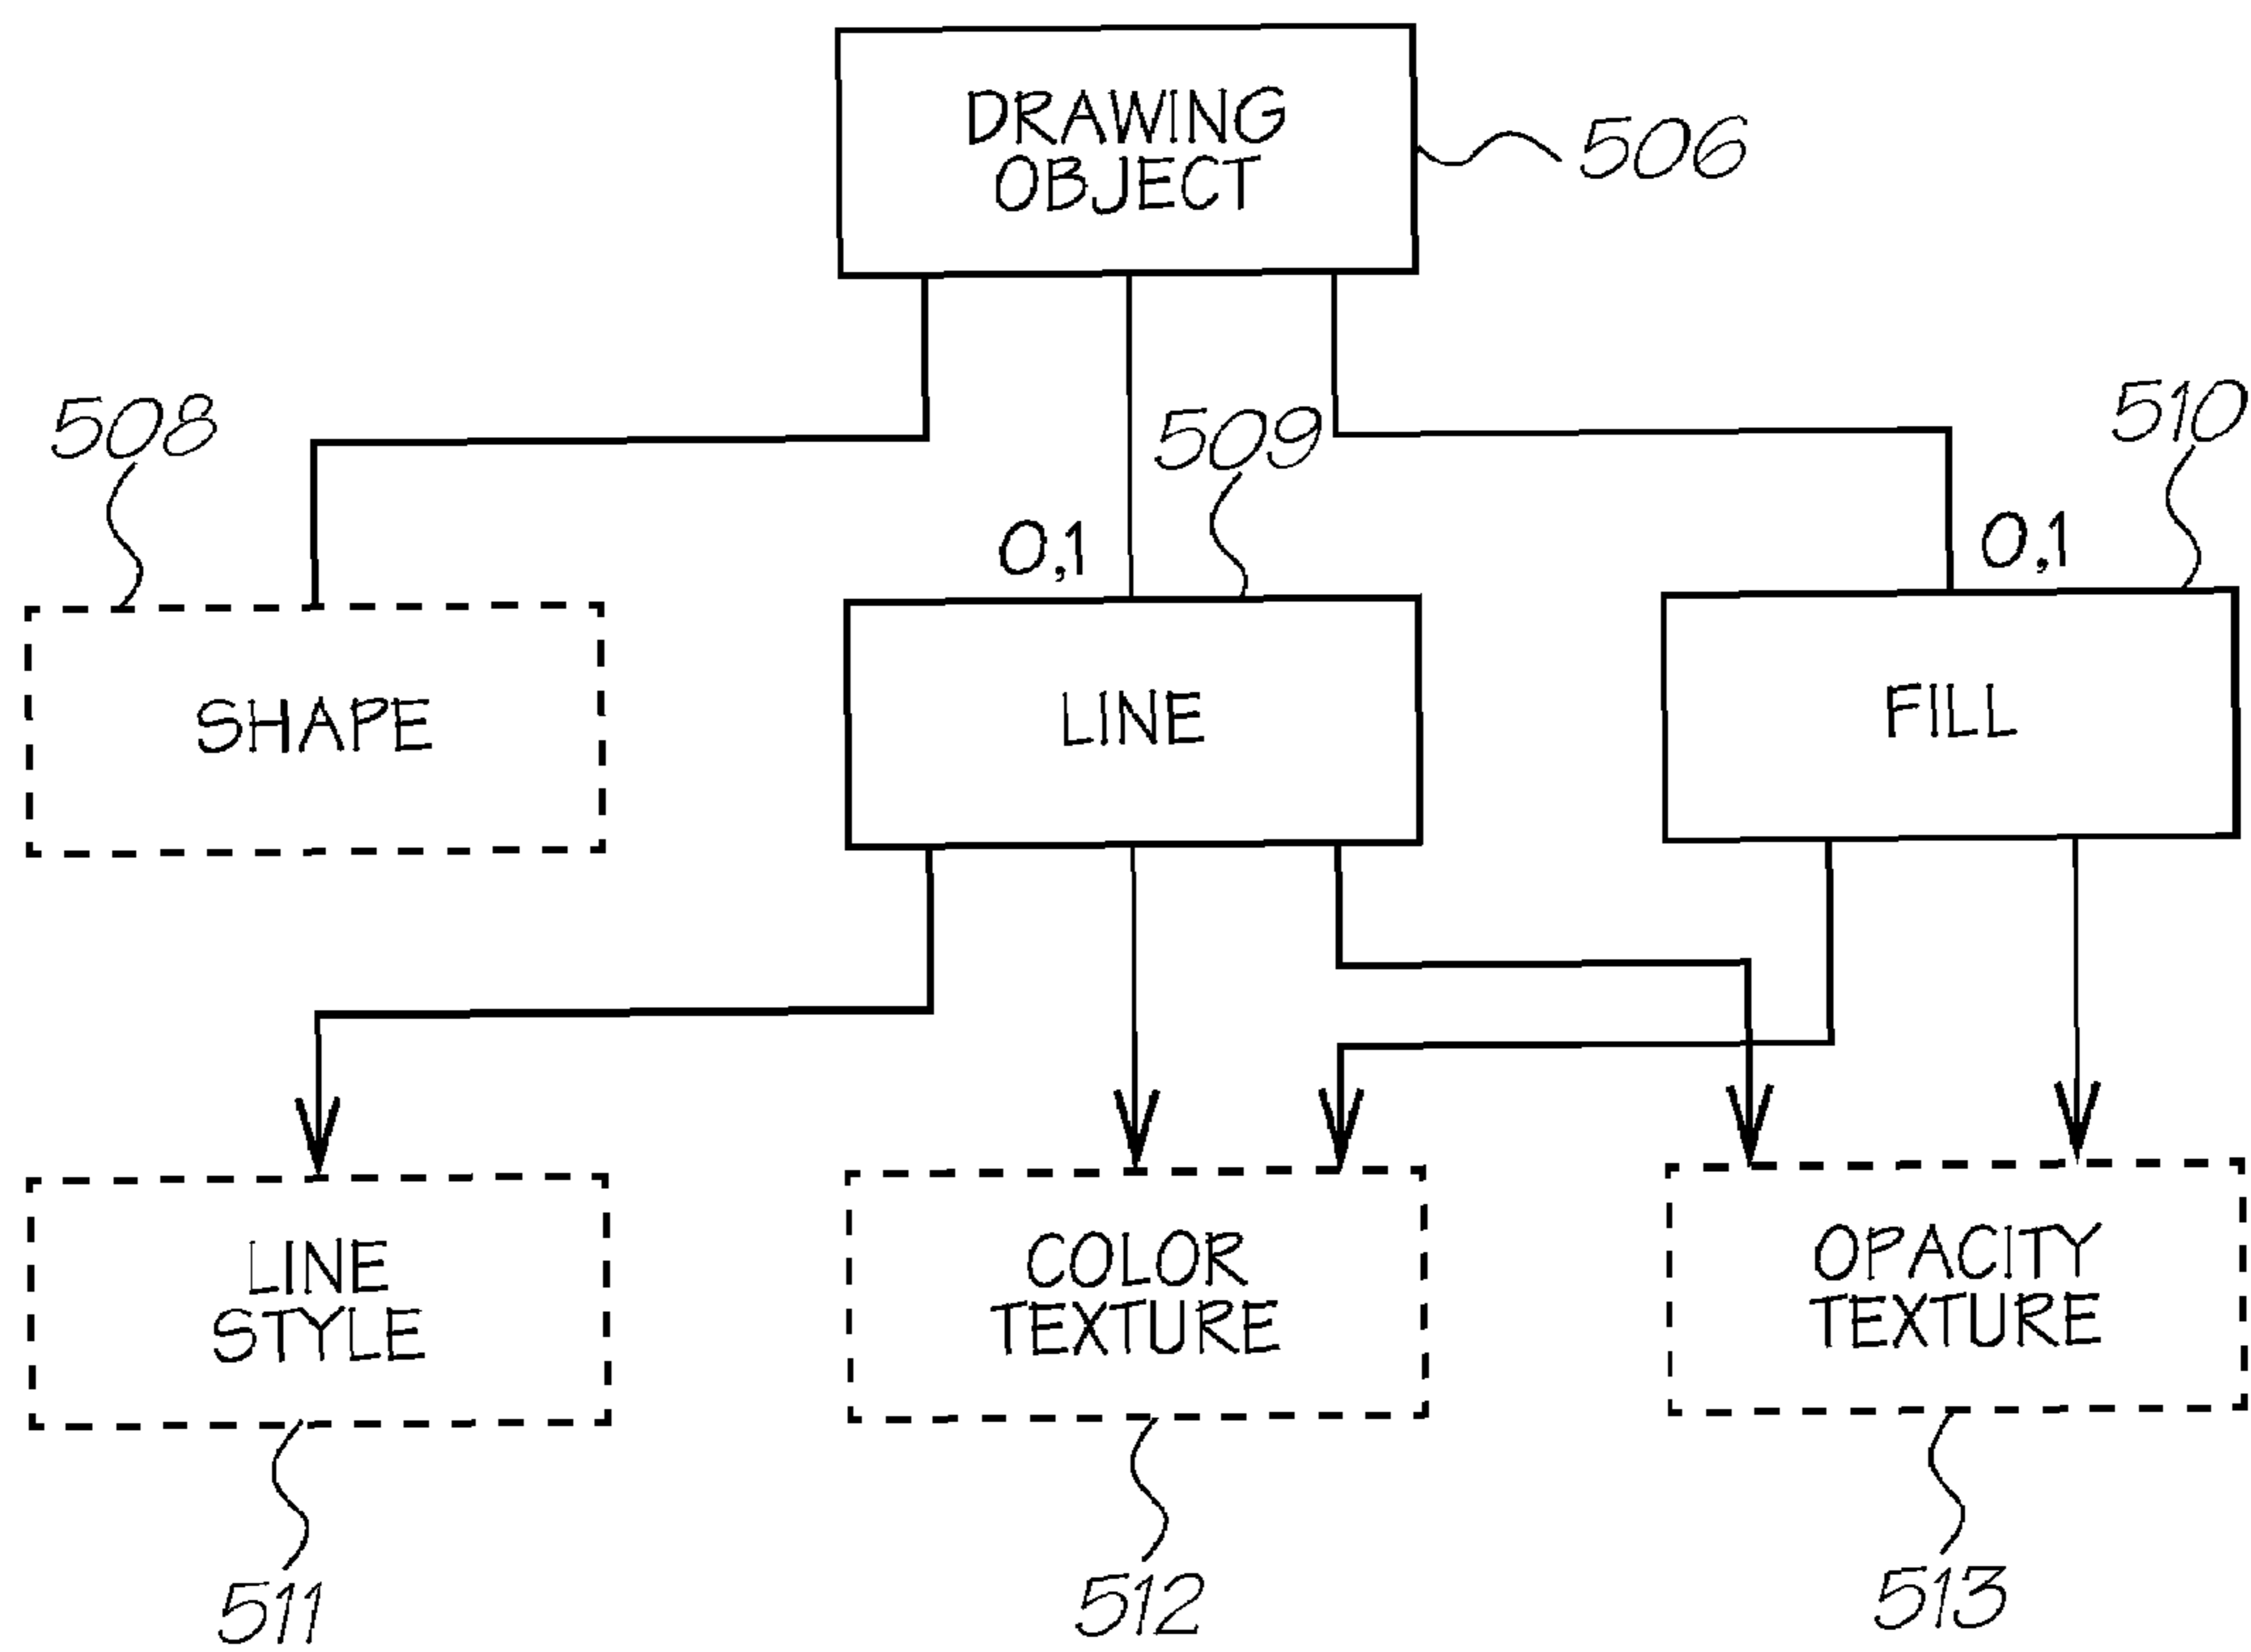 DRAWING
OBJECT
506
508
509
510
0,1
0,1
SHAPE
LINE
FILL
LINE
STYLE
COLOR
TEXTURE
OPACITY
TEXTURE
511
512
513